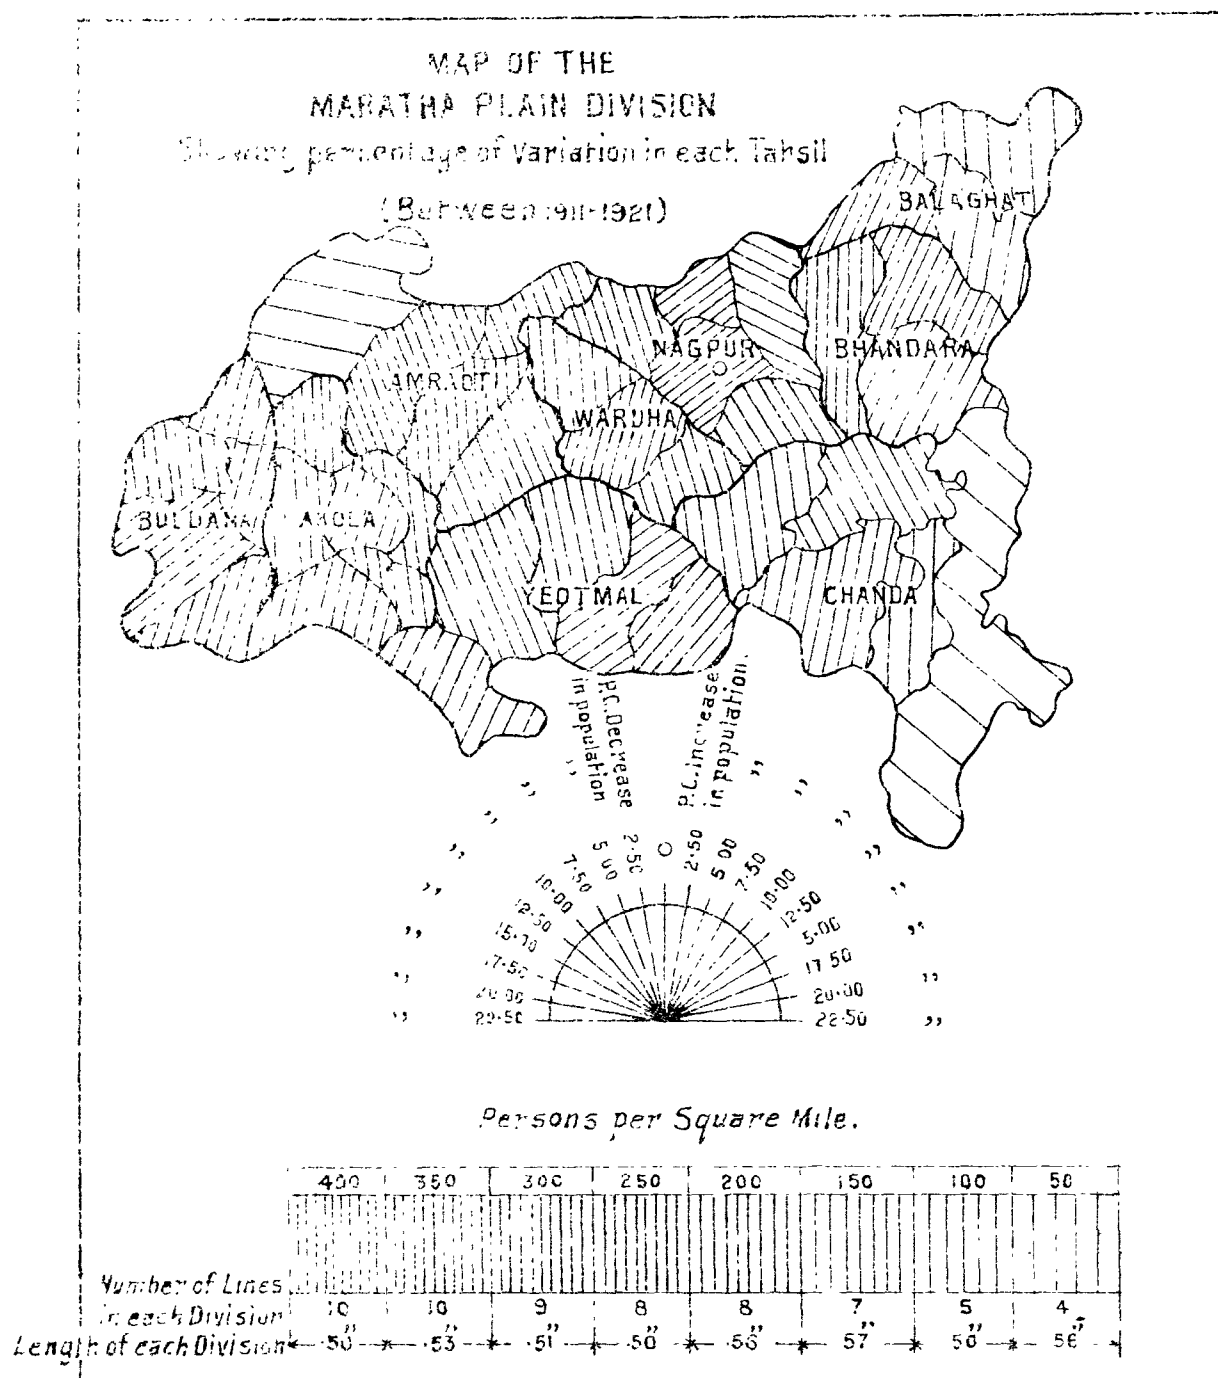 MAP OF THE
MARATHA PLAIN DIVISION
Showing percentage of Variation in each Tahsil
(Between 1911-1921)
BALAGHAT
NAGPUR
BHANDARA
AMRAOTI
WARDHA
BULDANA
AKOLA
YEOTMAL
CHANDA
P.C. Decrease
in population
P.C. increase
in population
,, ,, ,, ,, ,, ,, ,, ,,
,, ,, ,, ,, ,, ,, ,, ,,
22.50
20.00
17.50
12.50
10.00
7.50
5.00
2.50
O
2.50
5.00
7.50
10.00
12.50
5.00
17.50
20.00
22.50
Persons per Square Mile.
400 350 300 250 200 150 100 50
Number of Lines
in each Division
10 10 9 8 8 7 5 4
Length of each Division
.50" .53" .51" .50" .56" .57" .50" .56"